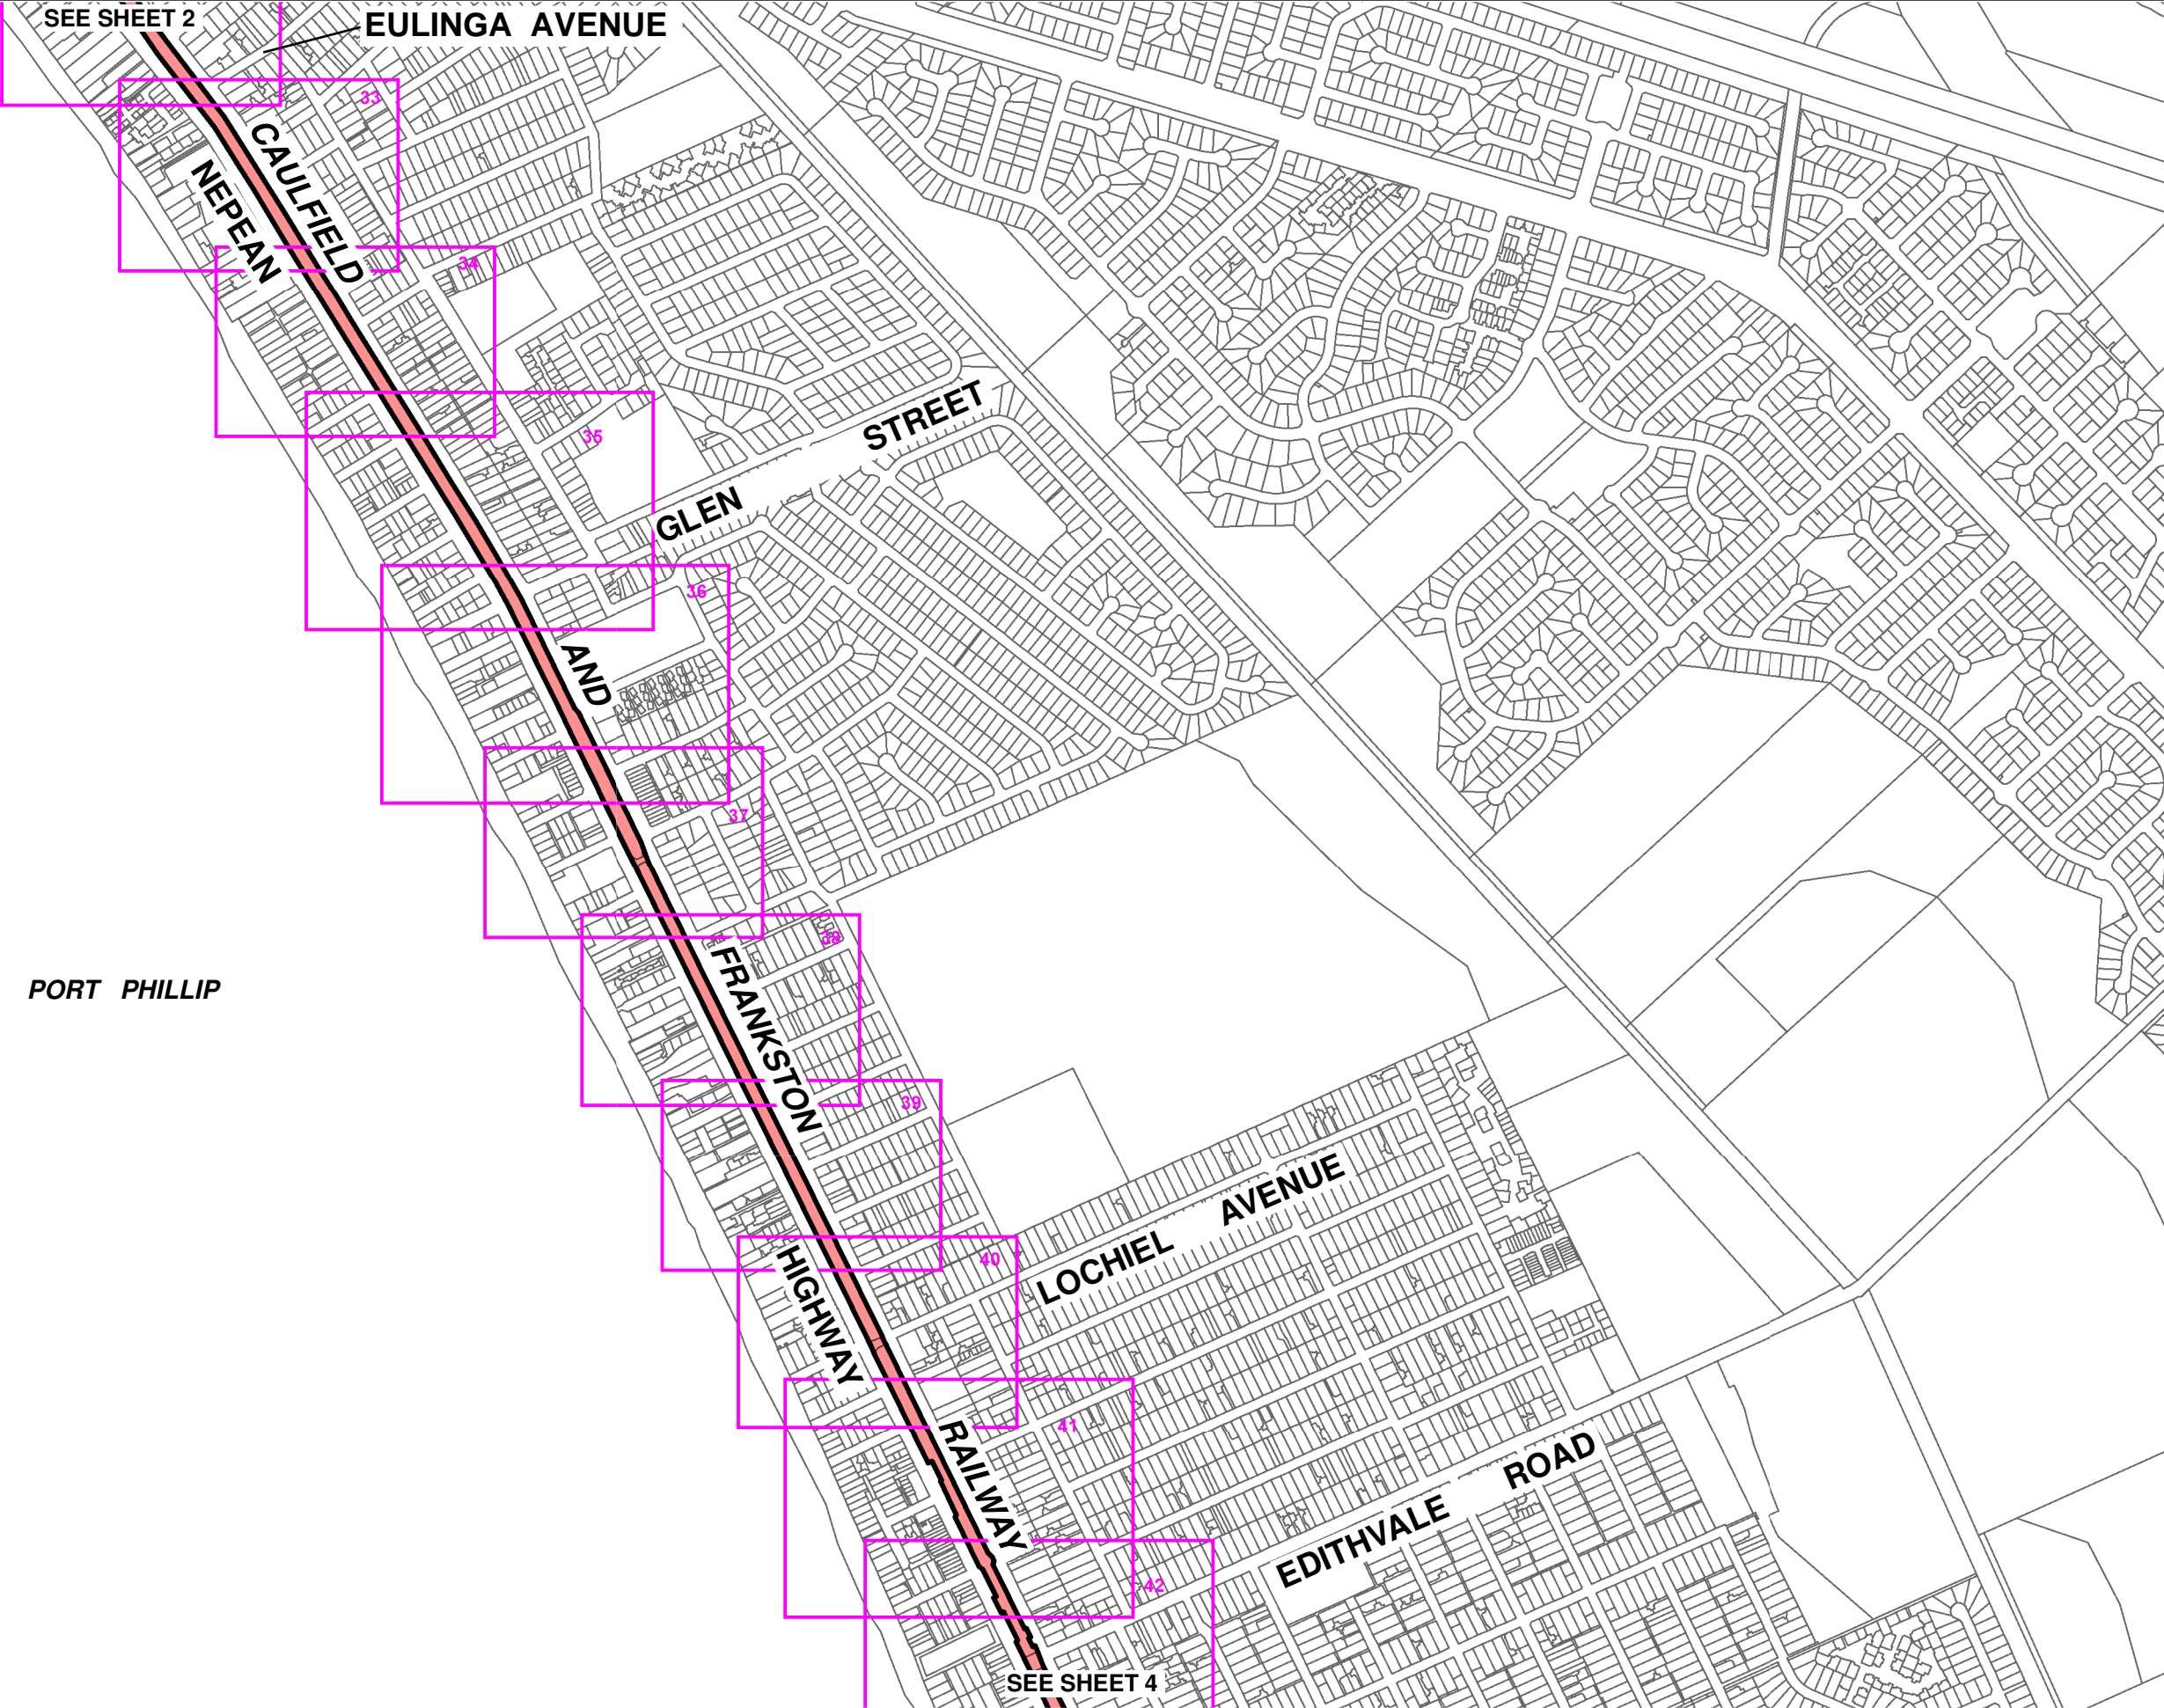 SEE SHEET 2
EULINGA AVENUE
33
CAULFIELD
NEPEAN
34
GLEN STREET
35
36
AND
37
38
PORT PHILLIP
FRANKSTON
39
LOCHIEL AVENUE
40
HIGHWAY
41
RAILWAY
EDITHVALE ROAD
42
SEE SHEET 4